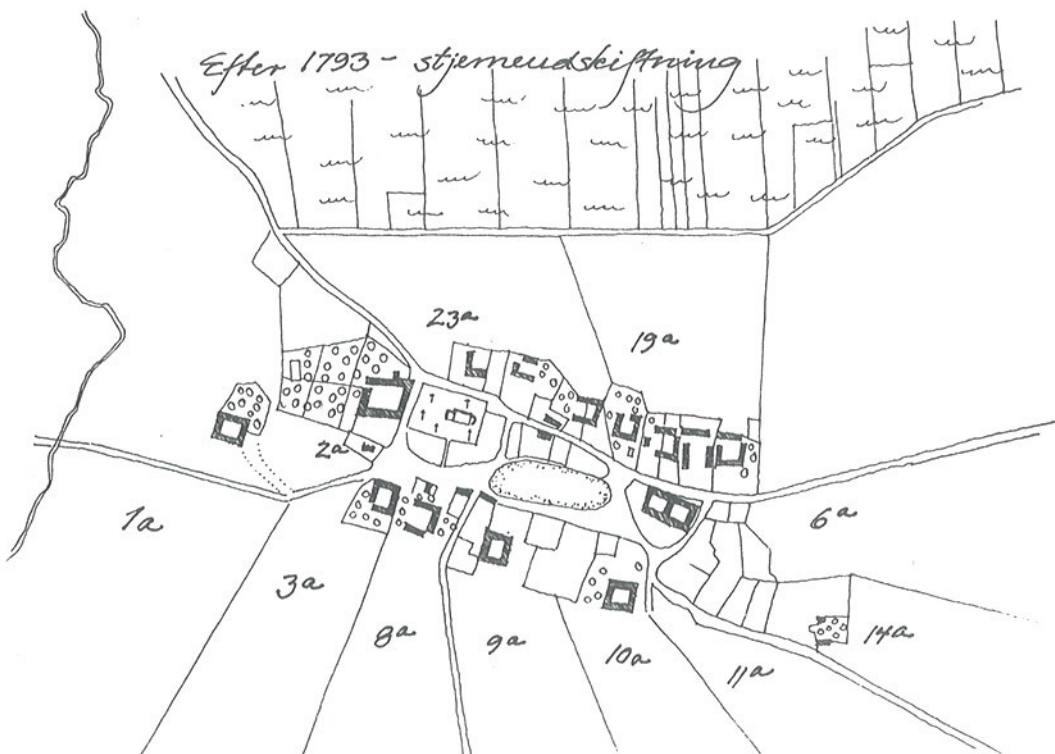 Efter 1793 - stjerneudskiftning
23a
19a
2a
1a
6a
3a
8a
9a
10a
11a
14a